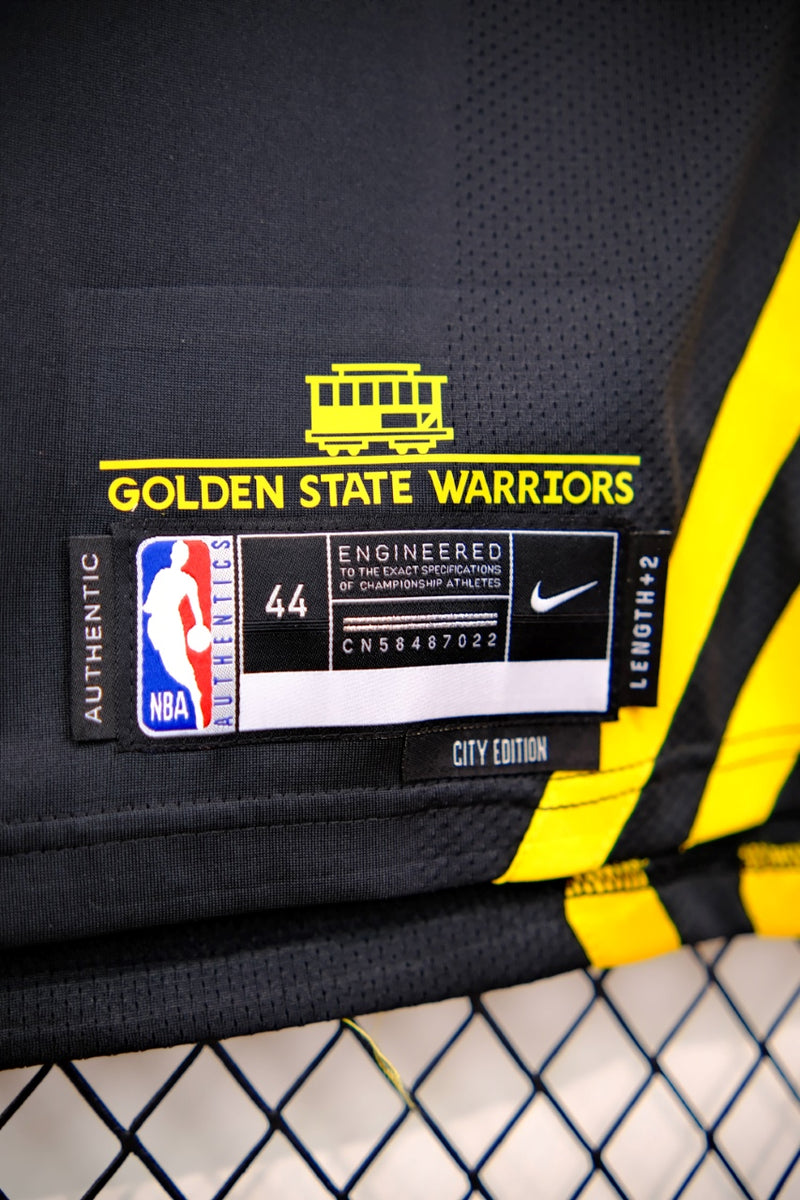 GOLDEN STATE WARRIORS
AUTHENTIC
NBA
AUTHENTICS
44
ENGINEERED
TO THE EXACT SPECIFICATIONS
OF CHAMPIONSHIP ATHLETES
CN58487022
LENGTH+2
CITY EDITION